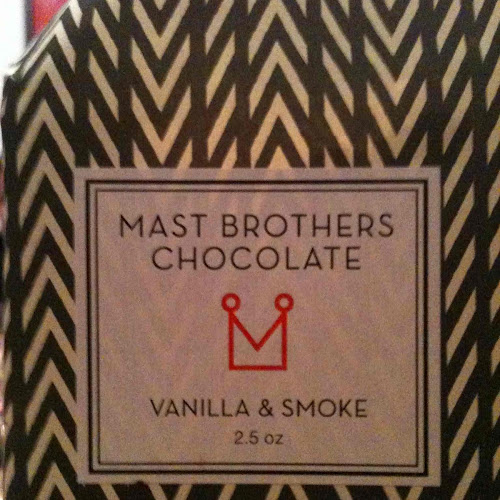 MAST BROTHERS
CHOCOLATE
VANILLA & SMOKE
2.5 oz